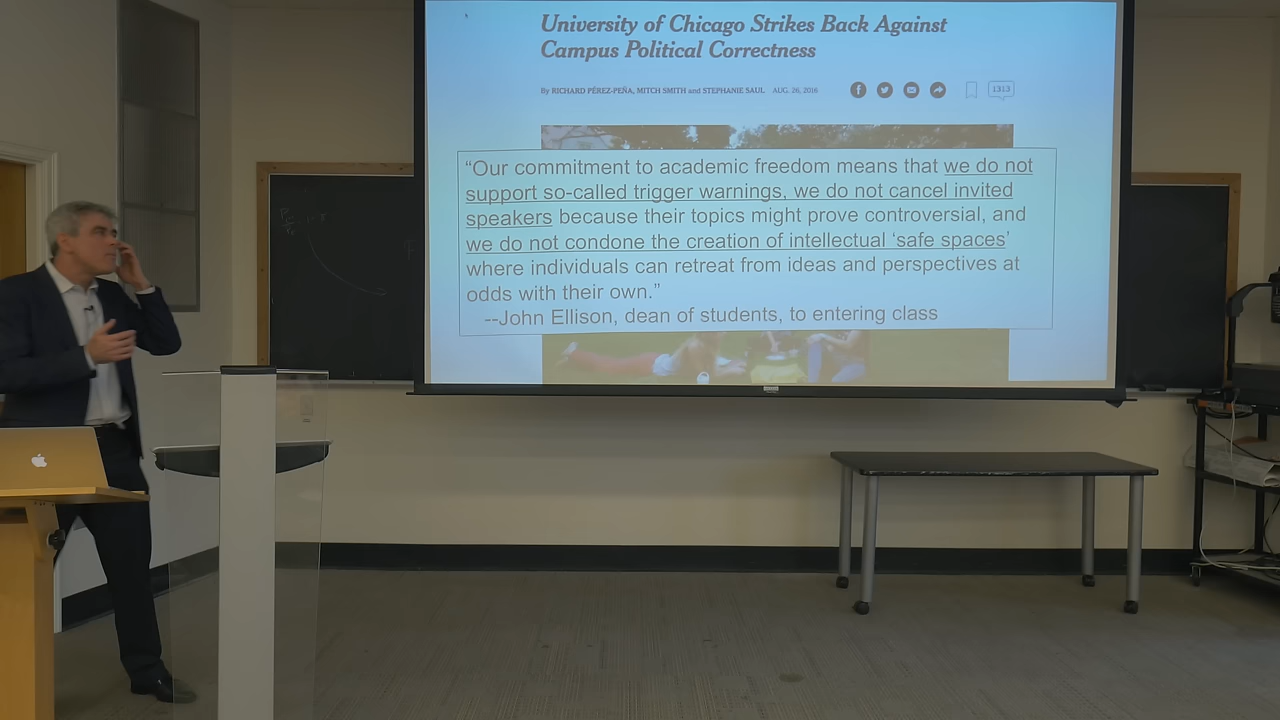 University of Chicago Strikes Back Against
Campus Political Correctness
By RICHARD PÉREZ-PEÑA, MITCH SMITH and STEPHANIE SAUL AUG. 26, 2016
1313
“Our commitment to academic freedom means that we do not
support so-called trigger warnings, we do not cancel invited
speakers because their topics might prove controversial, and
we do not condone the creation of intellectual ‘safe spaces’
where individuals can retreat from ideas and perspectives at
odds with their own.”
--John Ellison, dean of students, to entering class